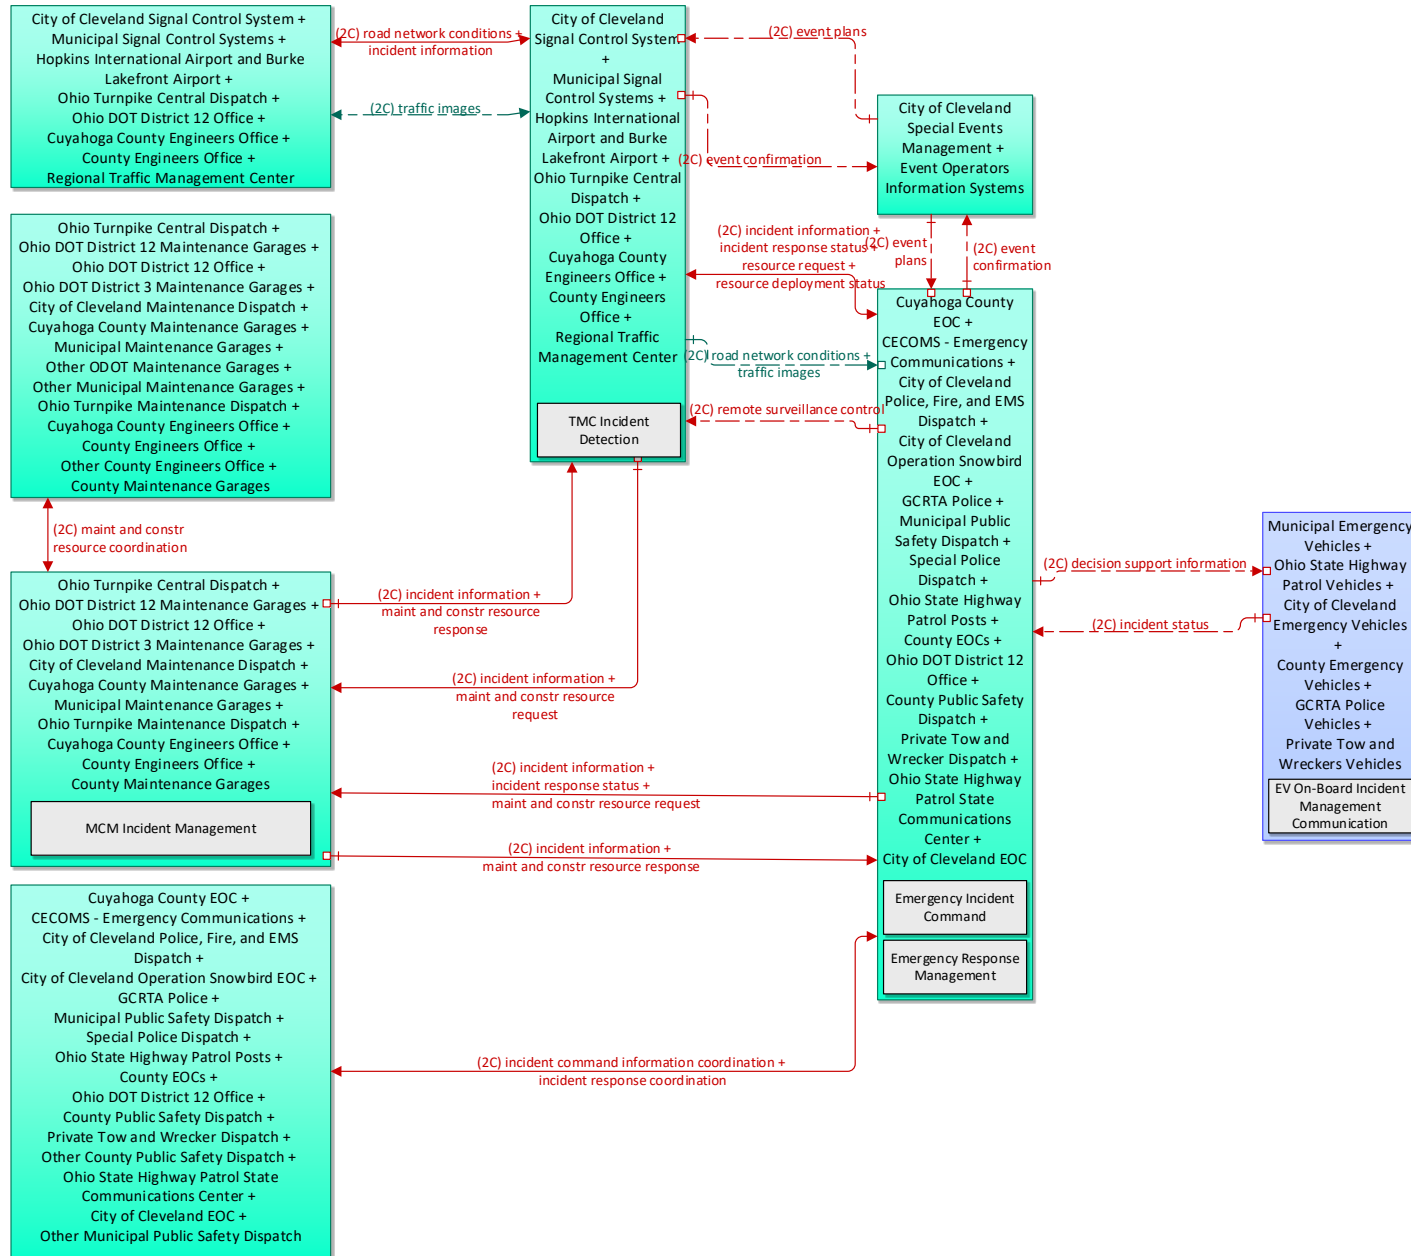 City of Cleveland Signal Control System +
Municipal Signal Control Systems +
Hopkins International Airport and Burke
Lakefront Airport +
Ohio Turnpike Central Dispatch +
Ohio DOT District 12 Office +
Cuyahoga County Engineers Office +
County Engineers Office +
Regional Traffic Management Center
(2C) road network conditions +
incident information
(2C) traffic images
City of Cleveland
Signal Control System
+
Municipal Signal
Control Systems +
Hopkins International
Airport and Burke
Lakefront Airport +
Ohio Turnpike Central
Dispatch +
Ohio DOT District 12
Office +
Cuyahoga County
Engineers Office +
County Engineers
Office +
Regional Traffic
Management Center
TMC Incident
Detection
(2C) event plans
(2C) event confirmation
City of Cleveland
Special Events
Management +
Event Operators
Information Systems
(2C) incident information +
incident response status +
resource request +
resource deployment status
(2C) event
plans
(2C) event
confirmation
(2C) road network conditions +
traffic images
(2C) remote surveillance control
Ohio Turnpike Central Dispatch +
Ohio DOT District 12 Maintenance Garages +
Ohio DOT District 12 Office +
Ohio DOT District 3 Maintenance Garages +
City of Cleveland Maintenance Dispatch +
Cuyahoga County Maintenance Garages +
Municipal Maintenance Garages +
Other ODOT Maintenance Garages +
Other Municipal Maintenance Garages +
Ohio Turnpike Maintenance Dispatch +
Cuyahoga County Engineers Office +
County Engineers Office +
Other County Engineers Office +
County Maintenance Garages
(2C) maint and constr
resource coordination
Ohio Turnpike Central Dispatch +
Ohio DOT District 12 Maintenance Garages +
Ohio DOT District 12 Office +
Ohio DOT District 3 Maintenance Garages +
City of Cleveland Maintenance Dispatch +
Cuyahoga County Maintenance Garages +
Municipal Maintenance Garages +
Ohio Turnpike Maintenance Dispatch +
Cuyahoga County Engineers Office +
County Engineers Office +
County Maintenance Garages
MCM Incident Management
(2C) incident information +
maint and constr resource
response
(2C) incident information +
maint and constr resource
request
(2C) incident information +
incident response status +
maint and constr resource request
(2C) incident information +
maint and constr resource response
Cuyahoga County
EOC +
CECOMS - Emergency
Communications +
City of Cleveland
Police, Fire, and EMS
Dispatch +
City of Cleveland
Operation Snowbird
EOC +
GCRTA Police +
Municipal Public
Safety Dispatch +
Special Police
Dispatch +
Ohio State Highway
Patrol Posts +
County EOCs +
Ohio DOT District 12
Office +
County Public Safety
Dispatch +
Private Tow and
Wrecker Dispatch +
Ohio State Highway
Patrol State
Communications
Center +
City of Cleveland EOC
Emergency Incident
Command
Emergency Response
Management
(2C) decision support information
(2C) incident status
Municipal Emergency
Vehicles +
Ohio State Highway
Patrol Vehicles +
City of Cleveland
Emergency Vehicles
+
County Emergency
Vehicles +
GCRTA Police
Vehicles +
Private Tow and
Wreckers Vehicles
EV On-Board Incident
Management
Communication
Cuyahoga County EOC +
CECOMS - Emergency Communications +
City of Cleveland Police, Fire, and EMS
Dispatch +
City of Cleveland Operation Snowbird EOC +
GCRTA Police +
Municipal Public Safety Dispatch +
Special Police Dispatch +
Ohio State Highway Patrol Posts +
County EOCs +
Ohio DOT District 12 Office +
County Public Safety Dispatch +
Private Tow and Wrecker Dispatch +
Other County Public Safety Dispatch +
Ohio State Highway Patrol State
Communications Center +
City of Cleveland EOC +
Other Municipal Public Safety Dispatch
(2C) incident command information coordination +
incident response coordination